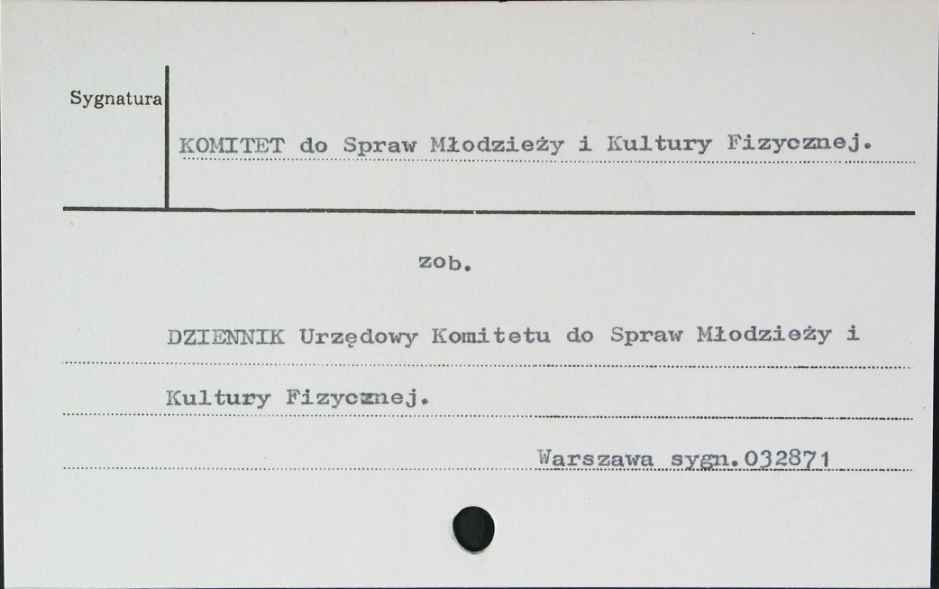 Sygnatura
KOMITET do Spraw Młodzieży i Kultury Fizycznej.
zob.
DZIENNIK Urzędowy Komitetu do Spraw Młodzieży i
Kultury Fizycznej.
Warszawa sygn.032871